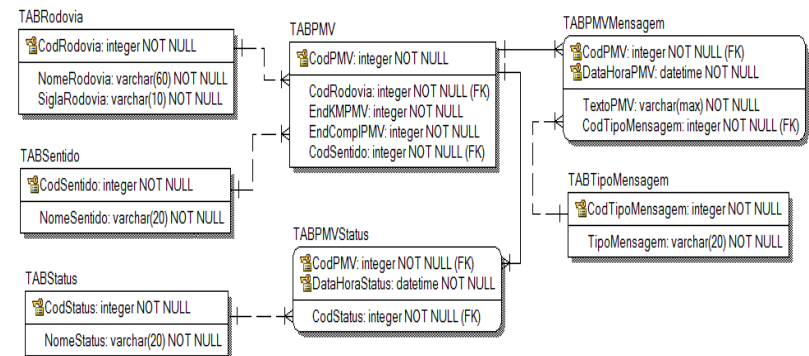 TABRodovia
CodRodovia: integer NOT NULL
NomeRodovia: varchar(60) NOT NULL
SiglaRodovia: varchar(10) NOT NULL
TABPMV
CodPMV: integer NOT NULL
CodRodovia: integer NOT NULL (FK)
EndKMPMV: integer NOT NULL
EndComplPMV: integer NOT NULL
CodSentido: integer NOT NULL (FK)
TABPMVMensagem
CodPMV: integer NOT NULL (FK)
DataHoraPMV: datetime NOT NULL
TextoPMV: varchar(max) NOT NULL
CodTipoMensagem: integer NOT NULL (FK)
TABSentido
CodSentido: integer NOT NULL
NomeSentido: varchar(20) NOT NULL
TABTipoMensagem
CodTipoMensagem: integer NOT NULL
TipoMensagem: varchar(20) NOT NULL
TABPMVStatus
CodPMV: integer NOT NULL (FK)
DataHoraStatus: datetime NOT NULL
CodStatus: integer NOT NULL (FK)
TABStatus
CodStatus: integer NOT NULL
NomeStatus: varchar(20) NOT NULL